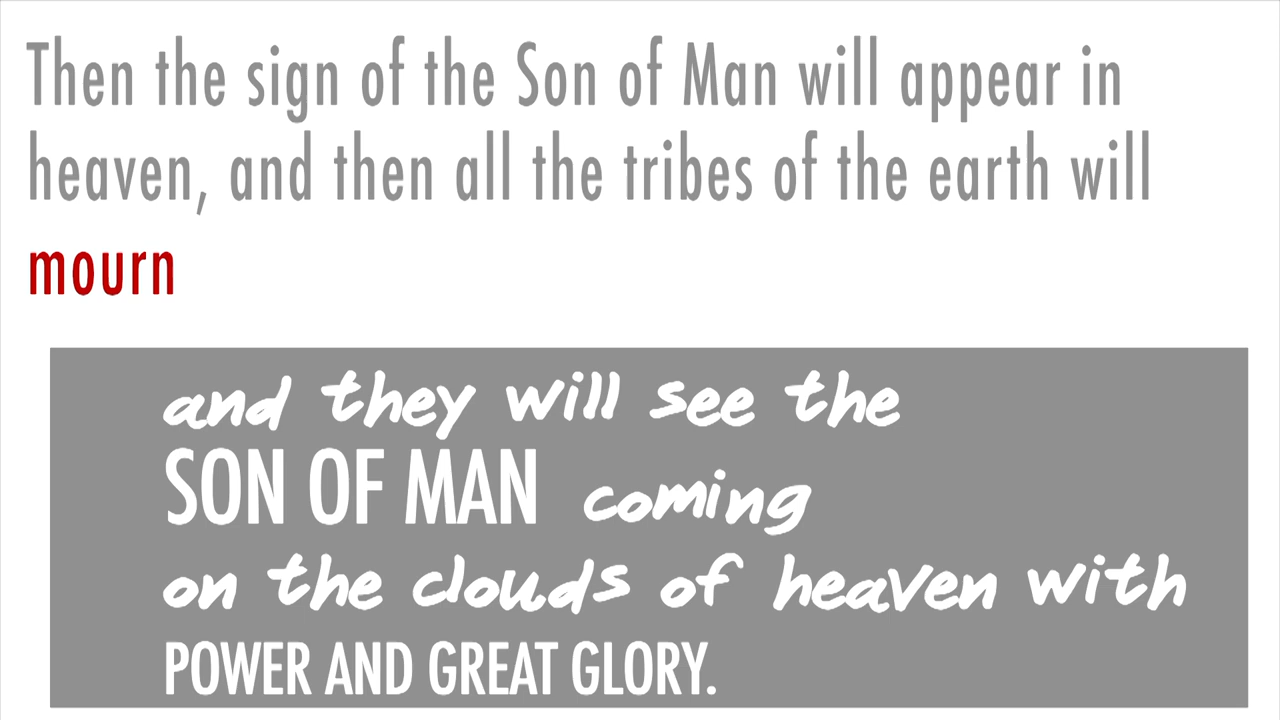 Then the sign of the Son of Man will appear in
heaven, and then all the tribes of the earth will
mourn
and they will see the
SON OF MAN coming
on the clouds of heaven with
POWER AND GREAT GLORY.